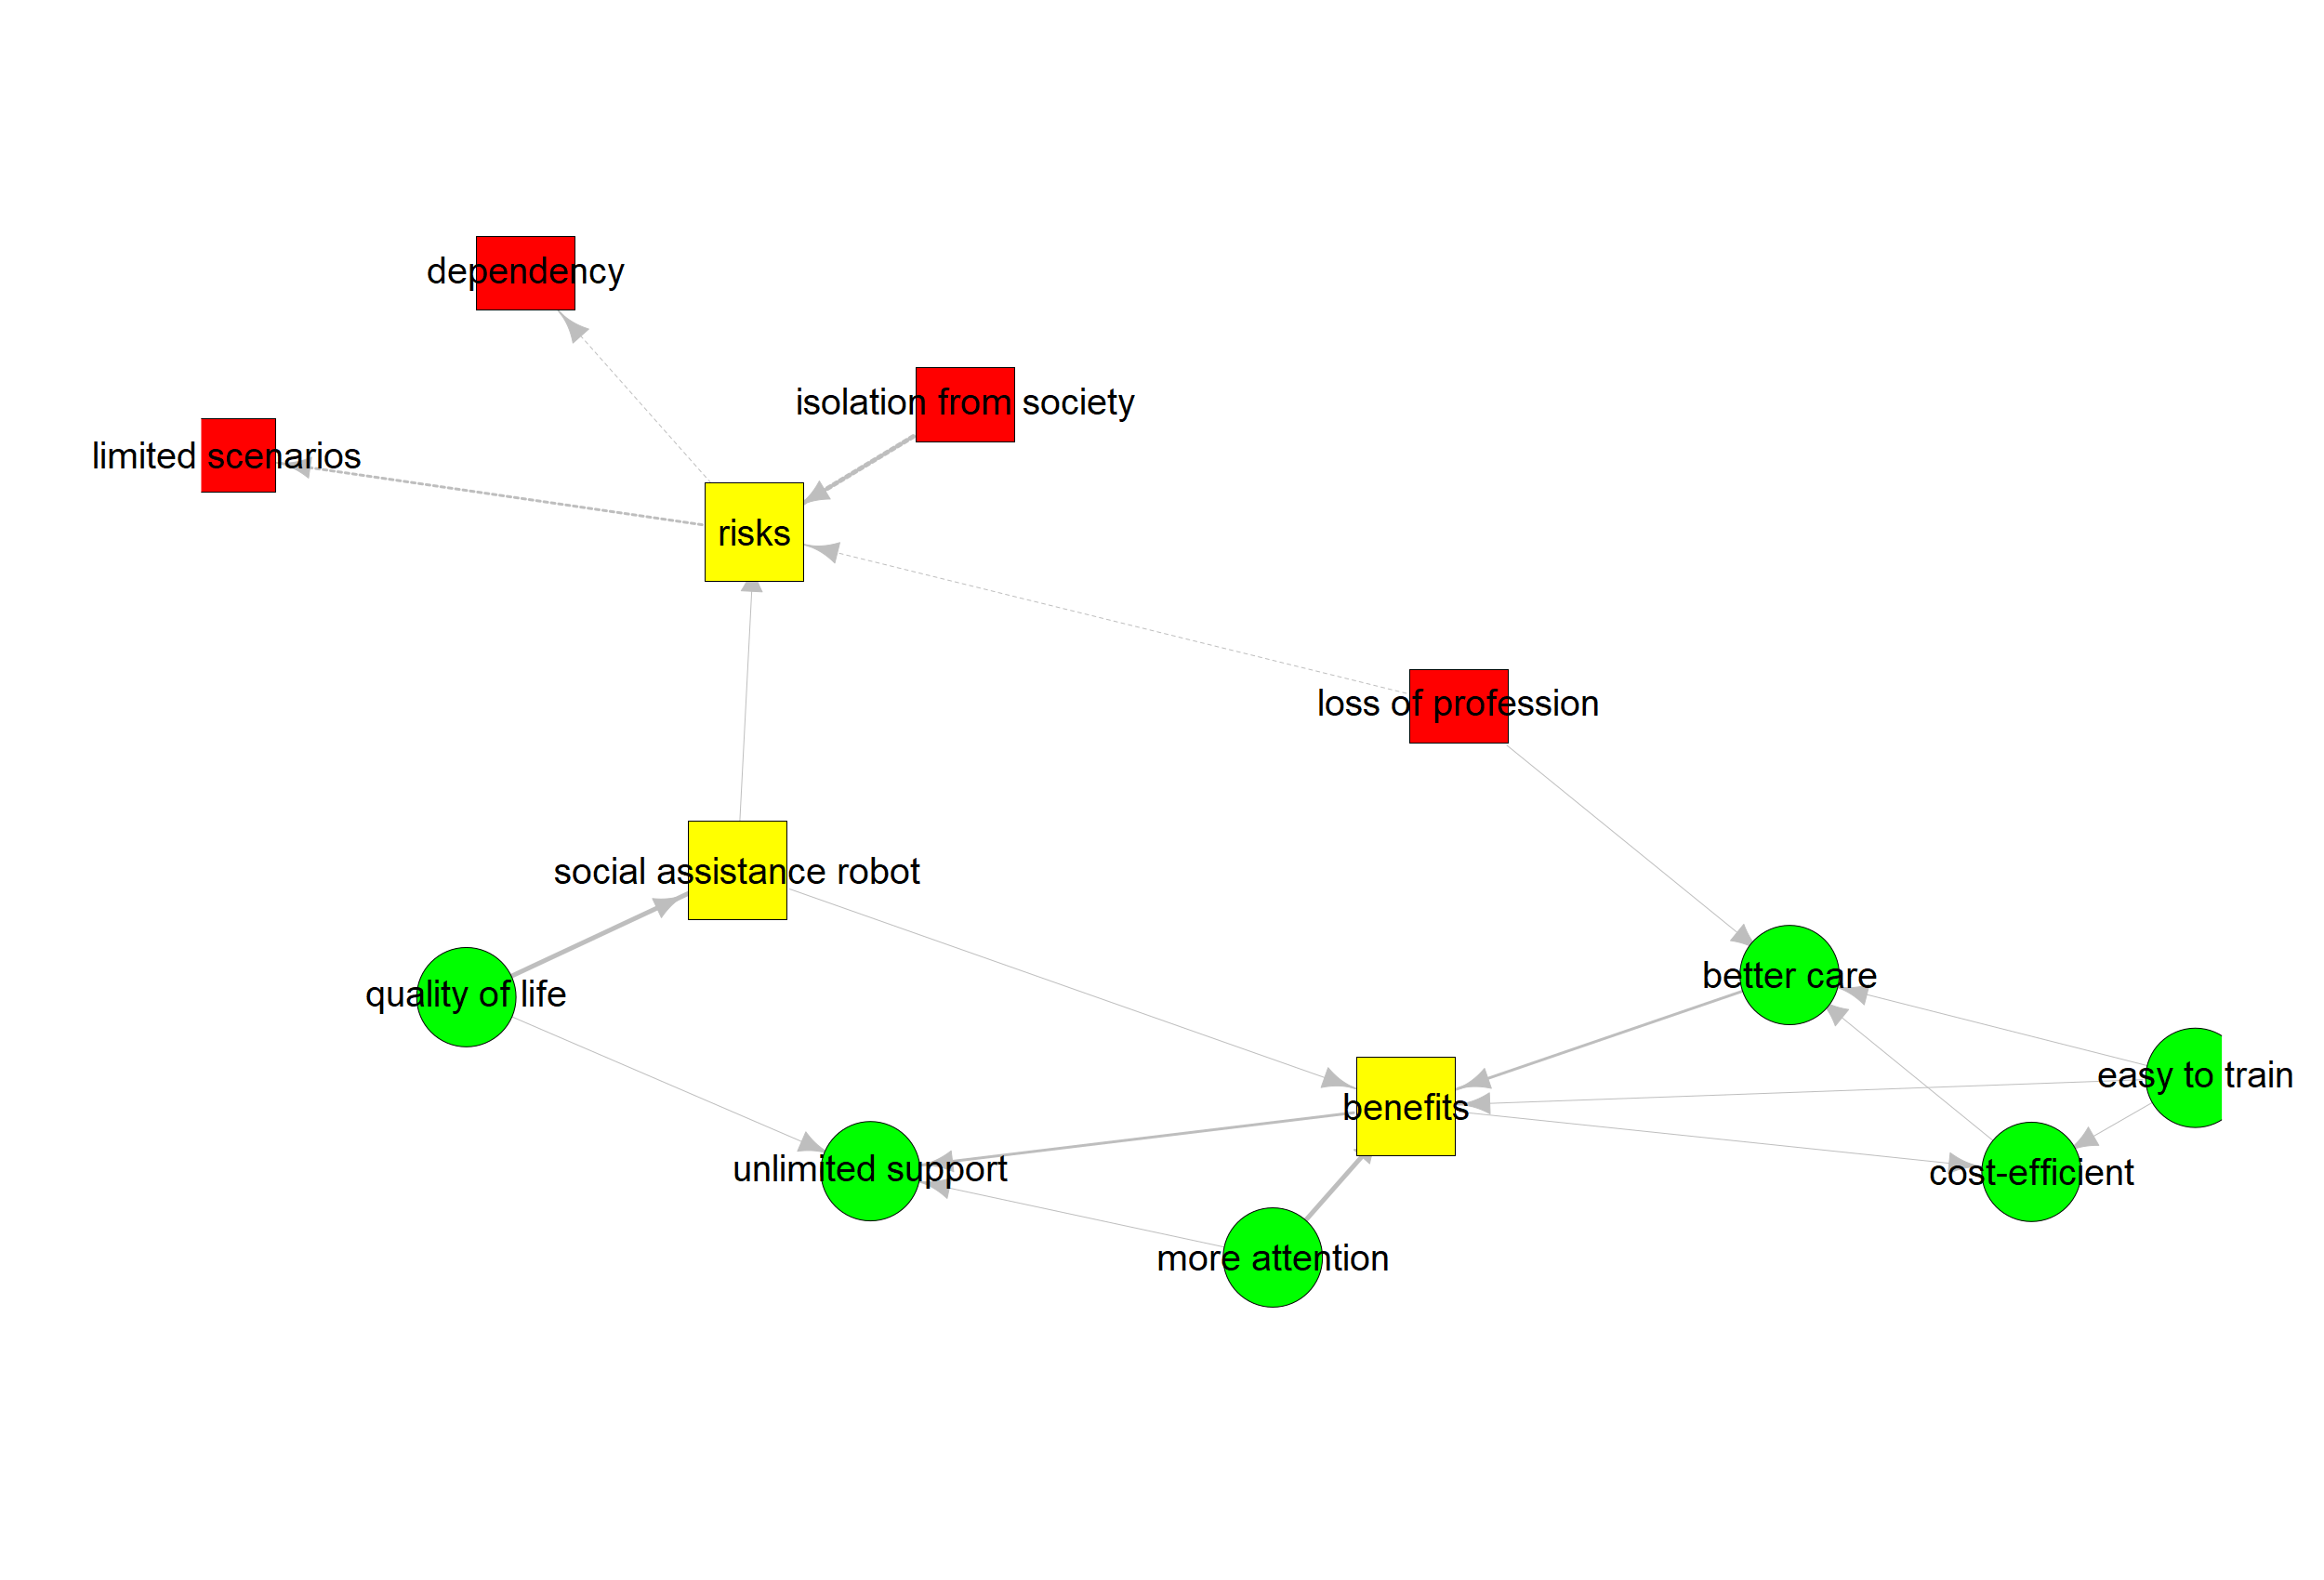 dependency
isolation from society
limited scenarios
risks
loss of profession
social assistance robot
quality of life
better care
easy to train
benefits
unlimited support
cost-efficient
more attention